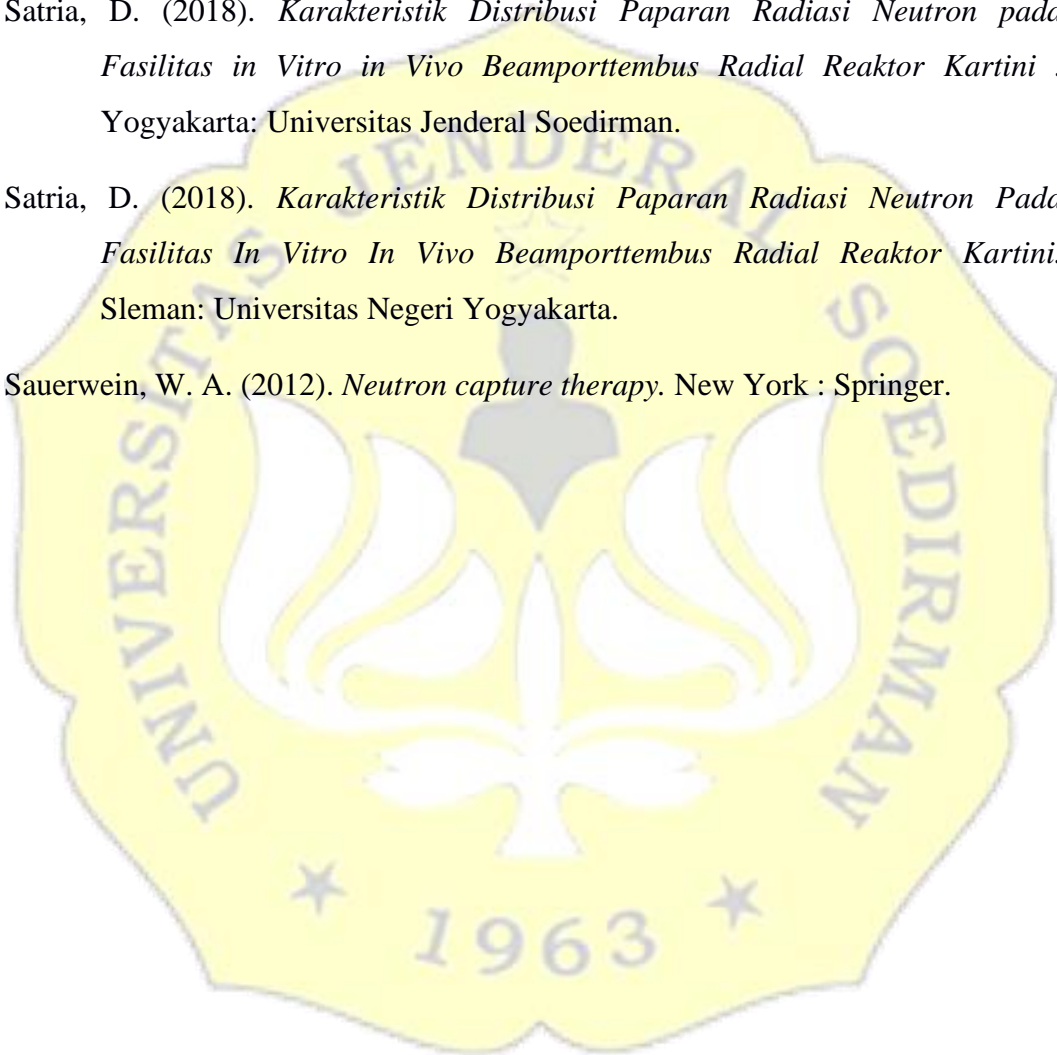 Satria, D. (2018). Karakteristik Distribusi Paparan Radiasi Neutron pada
Fasilitas in Vitro in Vivo Beamporttembus Radial Reaktor Kartini .
Yogyakarta: Universitas Jenderal Soedirman.
Satria, D. (2018). Karakteristik Distribusi Paparan Radiasi Neutron Pada
Fasilitas In Vitro In Vivo Beamporttembus Radial Reaktor Kartini.
Sleman: Universitas Negeri Yogyakarta.
Sauerwein, W. A. (2012). Neutron capture therapy. New York : Springer.
UNIVERSITAS JENDERAL SOEDIRMAN
1963